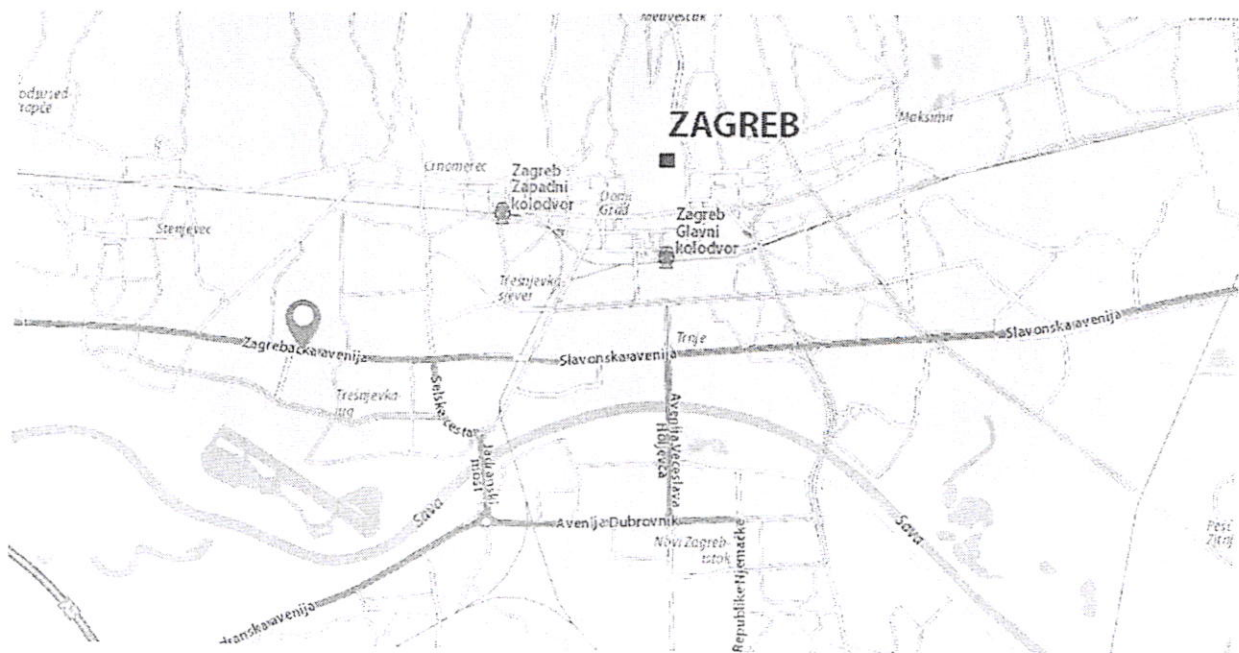 Medveščak
ZAGREB
Maksimir
Črnomerec
Zagreb
Zapadni
kolodvor
Donji
Grad
Zagreb
Glavni
kolodvor
Stenjevec
Trešnjevka
sjever
Zagrebačka avenija
Slavonska avenija
Trnje
Slavonska avenija
Trešnjevka
jug
Selska cesta
Jadranski
most
Avenija Većeslava
Holjevca
Sava
Avenija Dubrovnik
Sava
Novi Zagreb-
istok
Republike Njemačke